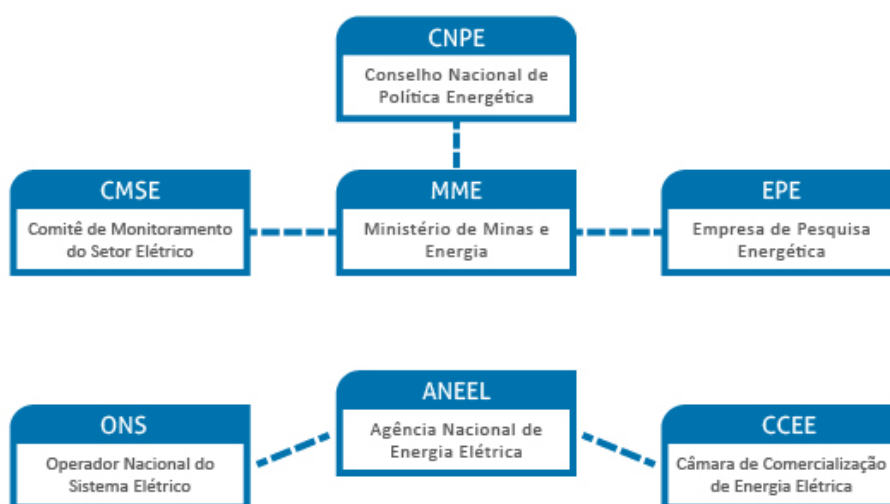 CNPE
Conselho Nacional de
Política Energética
CMSE
Comitê de Monitoramento
do Setor Elétrico
MME
Ministério de Minas e
Energia
EPE
Empresa de Pesquisa
Energética
ONS
Operador Nacional do
Sistema Elétrico
ANEEL
Agência Nacional de
Energia Elétrica
CCEE
Câmara de Comercialização
de Energia Elétrica